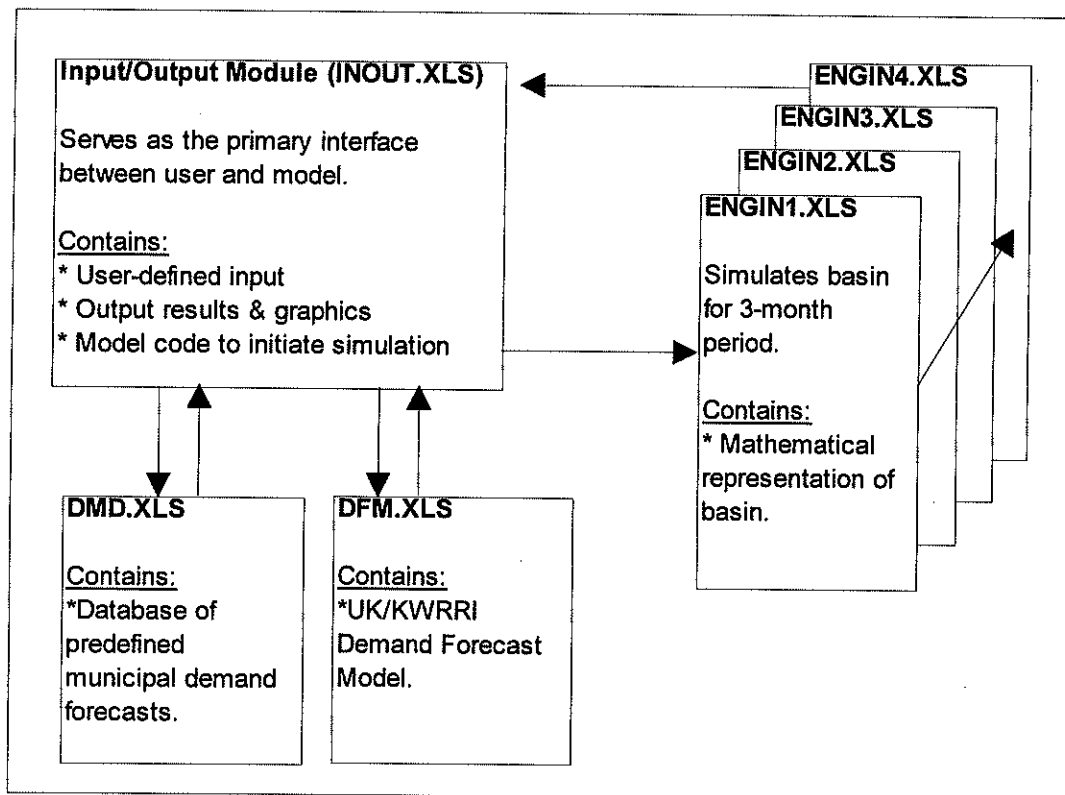 Input/Output Module (INOUT.XLS)
Serves as the primary interface
between user and model.
Contains:
* User-defined input
* Output results & graphics
* Model code to initiate simulation
ENGIN4.XLS
ENGIN3.XLS
ENGIN2.XLS
ENGIN1.XLS
Simulates basin
for 3-month
period.
Contains:
* Mathematical
representation of
basin.
DMD.XLS
Contains:
*Database of
predefined
municipal demand
forecasts.
DFM.XLS
Contains:
*UK/KWRRI
Demand Forecast
Model.